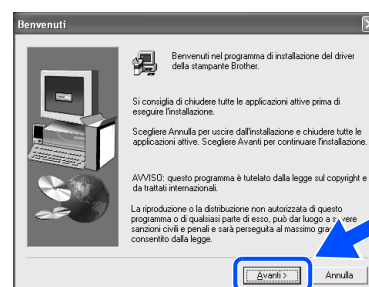 Benvenuti
Benvenuti nel programma di installazione del driver
della stampante Brother.
Si consiglia di chiudere tutte le applicazioni attive prima di
eseguire l'installazione.
Scegliere Annulla per uscire dall'installazione e chiudere tutte le
applicazioni attive. Scegliere Avanti per continuare l'installazione.
AVVISO: questo programma è tutelato dalla legge sul copyright e
da trattati internazionali.
La riproduzione o la distribuzione non autorizzata di questo
programma o di qualsiasi parte di esso, può dar luogo a severe
sanzioni civili e penali e sarà perseguita al massimo
consentito dalla legge.
Avanti >
Annulla